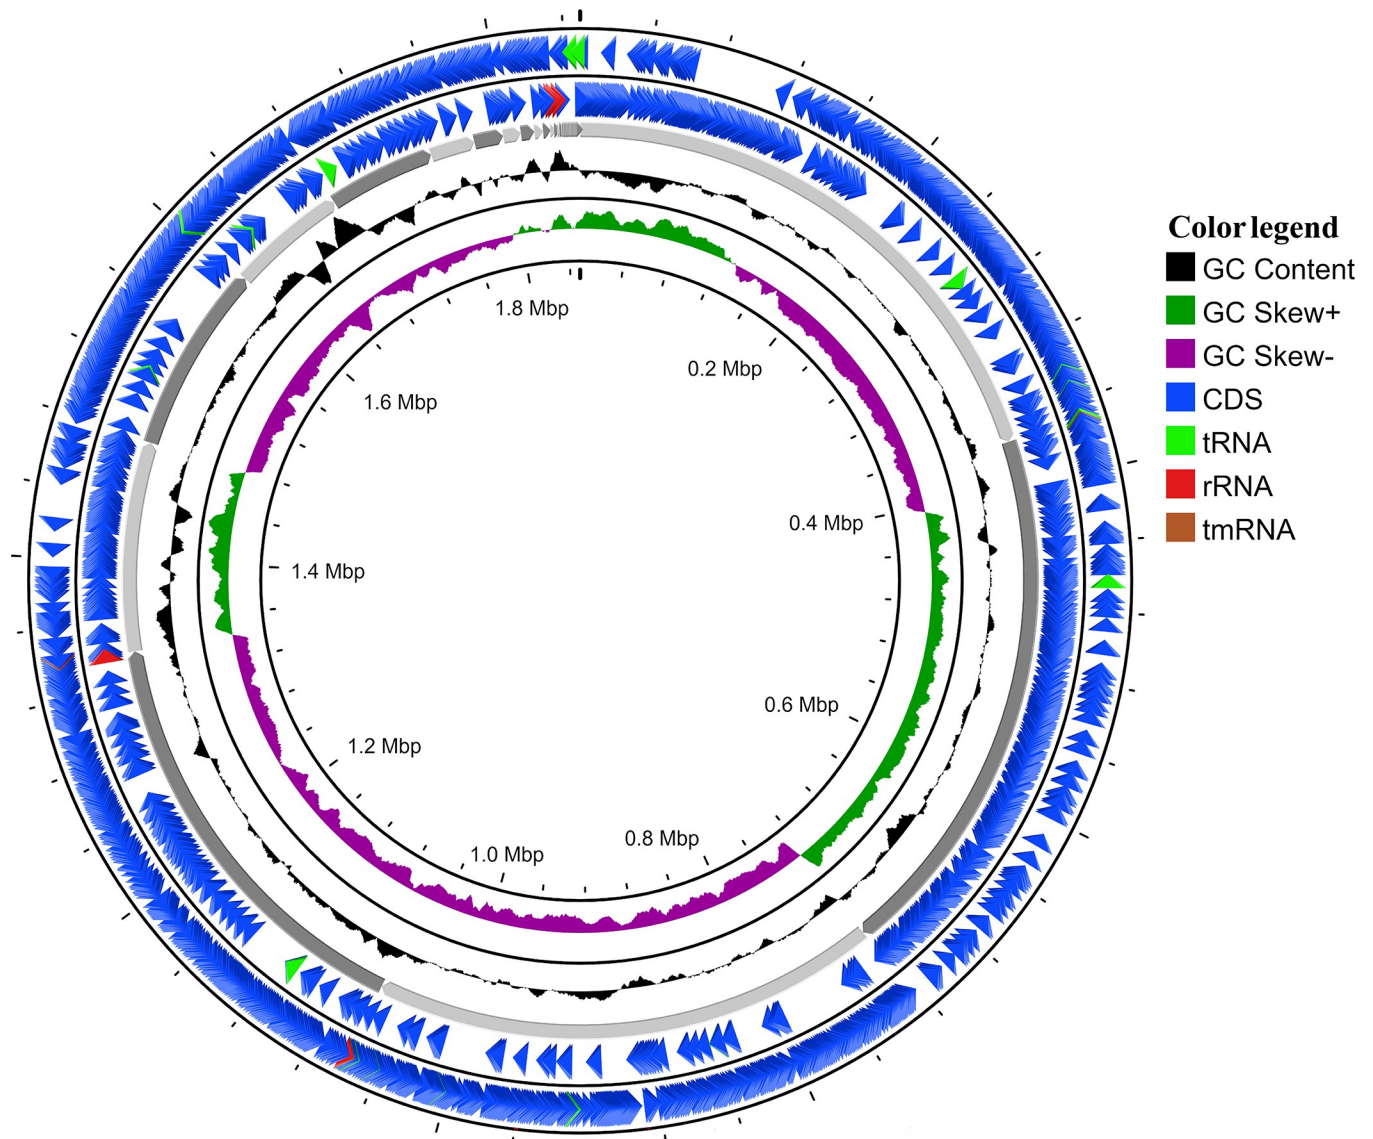 1.8 Mbp
0.2 Mbp
1.6 Mbp
0.4 Mbp
1.4 Mbp
0.6 Mbp
1.2 Mbp
0.8 Mbp
1.0 Mbp
Color legend
GC Content
GC Skew+
GC Skew-
CDS
tRNA
rRNA
tmRNA